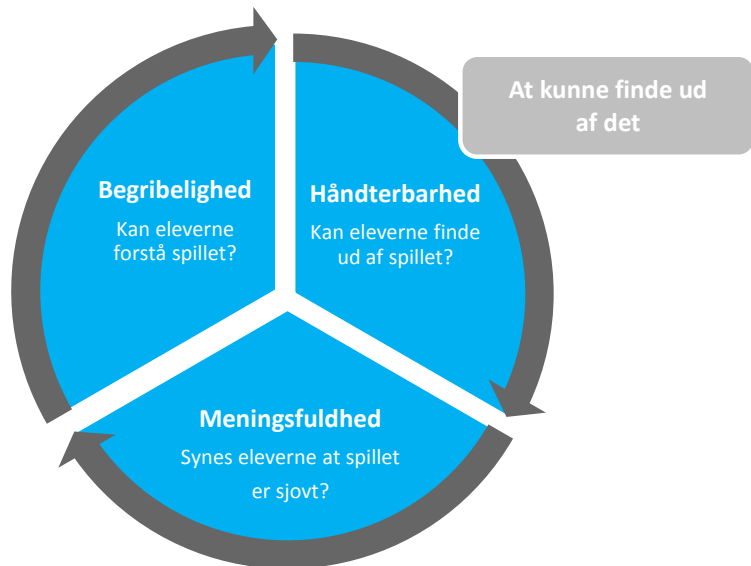 At kunne finde ud
af det
Begribelighed
Kan eleverne
forstå spillet?
Håndterbarhed
Kan eleverne finde
ud af spillet?
Meningsfuldhed
Synes eleverne at spillet
er sjovt?